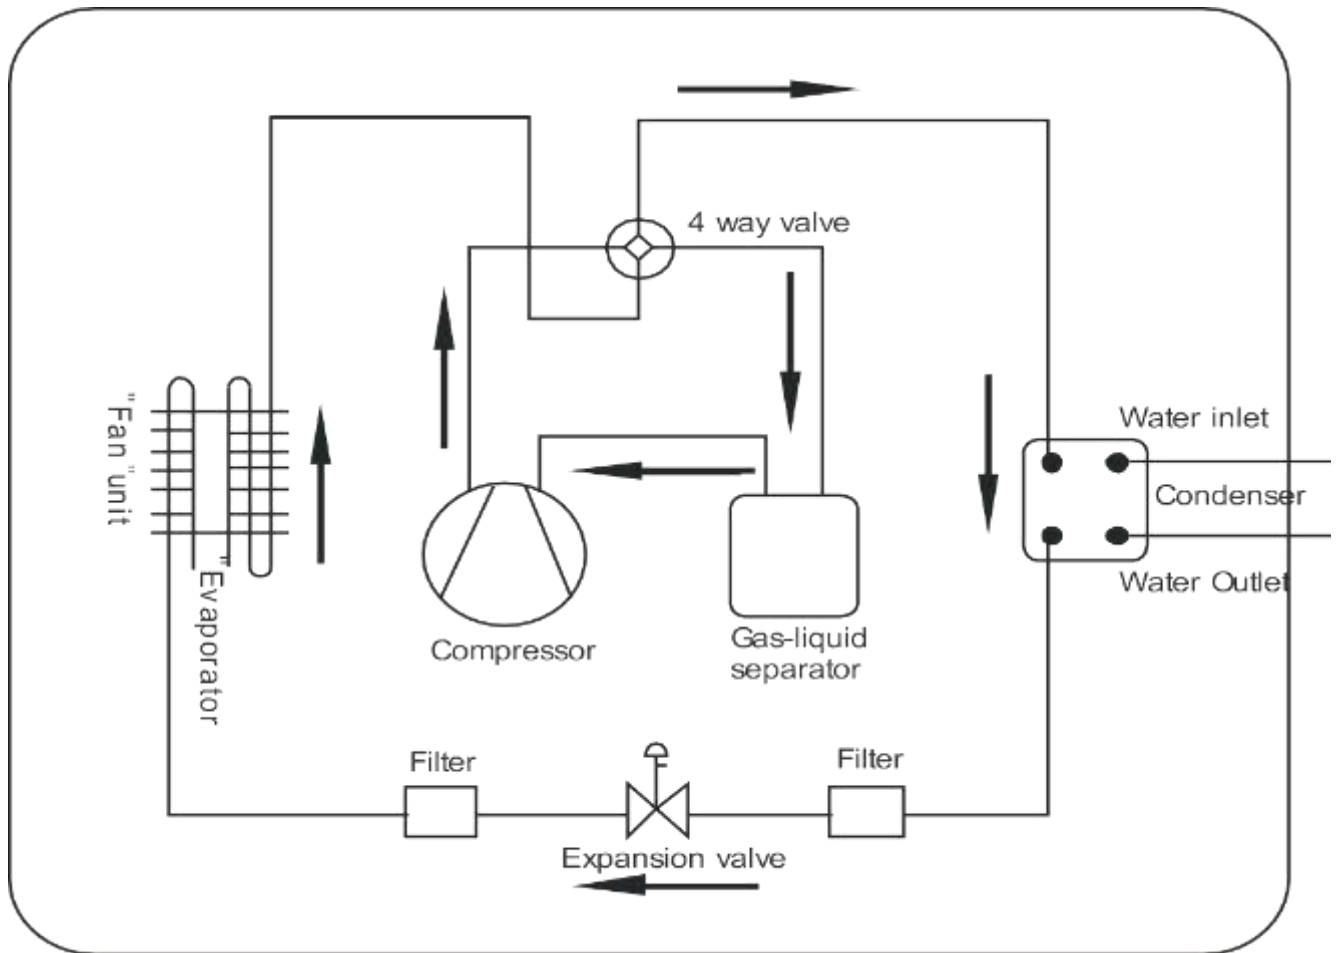 4 way valve
"Fan"unit
Water inlet
Condenser
"Evaporator
Water Outlet
Compressor
Gas-liquid
separator
Filter
Filter
Expansion valve